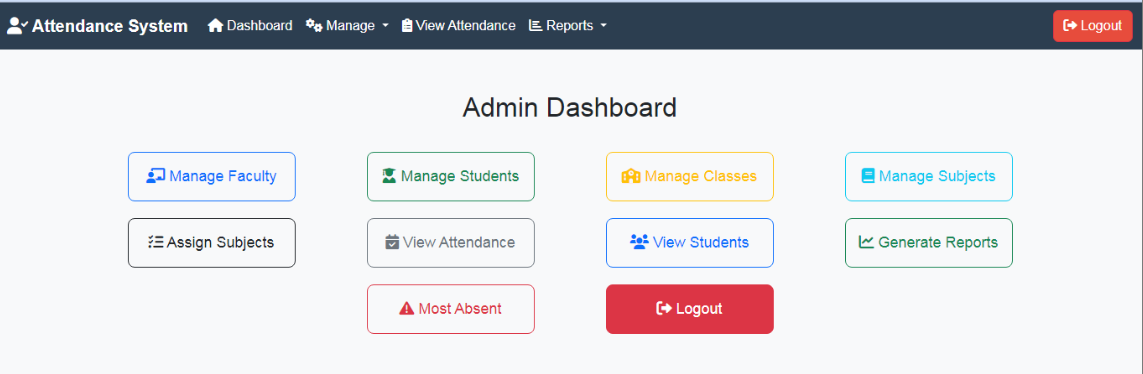 Attendance System Dashboard Manage View Attendance Reports Logout
Admin Dashboard
Manage Faculty Manage Students Manage Classes Manage Subjects
Assign Subjects View Attendance View Students Generate Reports
Most Absent Logout